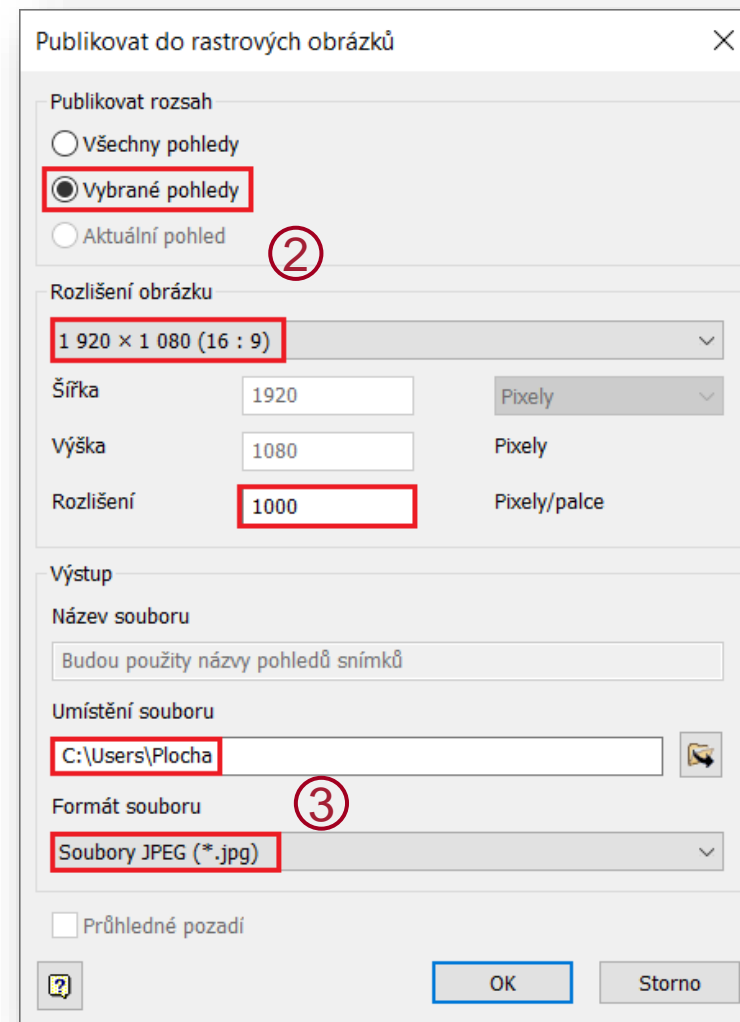 Publikovat do rastrových obrázků
Publikovat rozsah
Všechny pohledy
Vybrané pohledy
Aktuální pohled
2
Rozlišení obrázku
1 920 × 1 080 (16 : 9)
Šířka 1920 Pixely
Výška 1080 Pixely
Rozlišení 1000 Pixely/palce
Výstup
Název souboru
Budou použity názvy pohledů snímků
Umístění souboru
C:\Users\Plocha
3
Formát souboru
Soubory JPEG (*.jpg)
Průhledné pozadí
? OK Storno